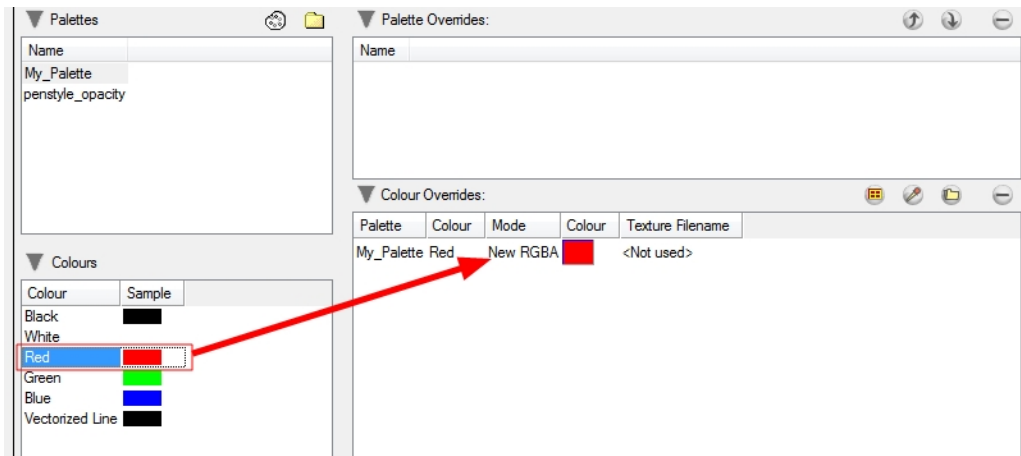 Palettes
Name
My_Palette
penstyle_opacity
Palette Overrides:
Name
Colours
Colour Sample
Black
White
Red
Green
Blue
Vectorized Line
Colour Overrides:
Palette Colour Mode Colour Texture Filename
My_Palette Red New RGBA <Not used>